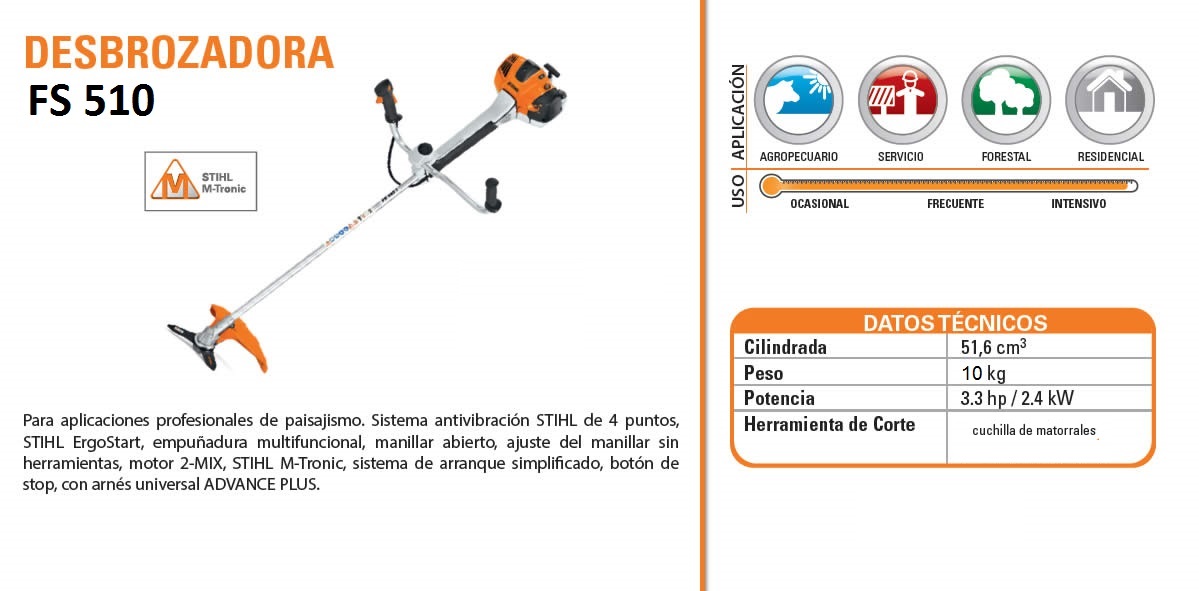 DESBROZADORA
FS 510
M
STIHL
M-Tronic
Para aplicaciones profesionales de paisajismo. Sistema antivibración STIHL de 4 puntos,
STIHL ErgoStart, empuñadura multifuncional, manillar abierto, ajuste del manillar sin
herramientas, motor 2-MIX, STIHL M-Tronic, sistema de arranque simplificado, botón de
stop, con arnés universal ADVANCE PLUS.
APLICACIÓN
AGROPECUARIO SERVICIO FORESTAL RESIDENCIAL
USO
OCASIONAL FRECUENTE INTENSIVO
DATOS TÉCNICOS
Cilindrada 51,6 cm³
Peso 10 kg
Potencia 3.3 hp / 2.4 kW
Herramienta de Corte cuchilla de matorrales